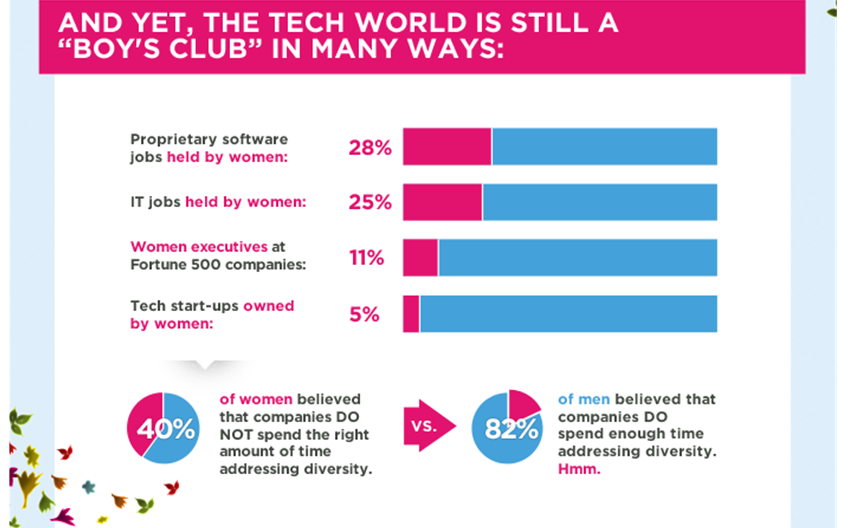 AND YET, THE TECH WORLD IS STILL A
“BOY'S CLUB” IN MANY WAYS:
Proprietary software
jobs held by women:
28%
IT jobs held by women:
25%
Women executives at
Fortune 500 companies:
11%
Tech start-ups owned
by women:
5%
40%
of women believed
that companies DO
NOT spend the right
amount of time
addressing diversity.
VS.
82%
of men believed that
companies DO
spend enough time
addressing diversity.
Hmm.